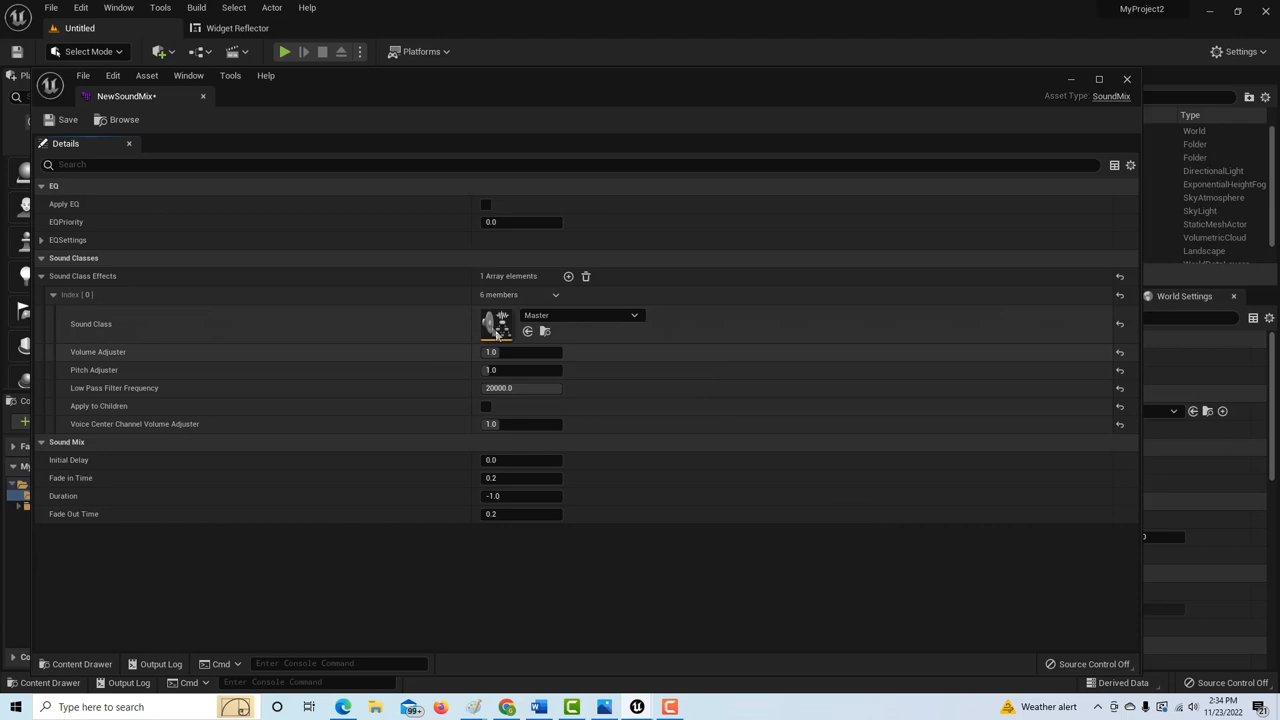 File Edit Window Tools Build Select Actor Help MyProject2
Untitled Widget Reflector
Select Mode Platforms Settings
File Edit Asset Window Tools Help
NewSoundMix* Asset Type: SoundMix
Save Browse
Type
World
Details
Folder
Search
Folder
DirectionalLight
EQ
ExponentialHeightFog
Apply EQ
SkyAtmosphere
SkyLight
EQPriority 0.0
StaticMeshActor
EQSettings
VolumetricCloud
Landscape
Sound Classes
Sound Class Effects 1 Array elements
Index [ 0 ] 6 members
World Settings
Sound Class Master
Volume Adjuster 1.0
Pitch Adjuster 1.0
Low Pass Filter Frequency 20000.0
Apply to Children
Voice Center Channel Volume Adjuster 1.0
Sound Mix
Initial Delay 0.0
Fade in Time 0.2
Duration -1.0
Fade Out Time 0.2
Content Drawer Output Log Cmd Enter Console Command Source Control Off
Content Drawer Output Log Cmd Enter Console Command Derived Data Source Control Off
Type here to search 99+ Weather alert 2:34 PM
11/23/2022 21